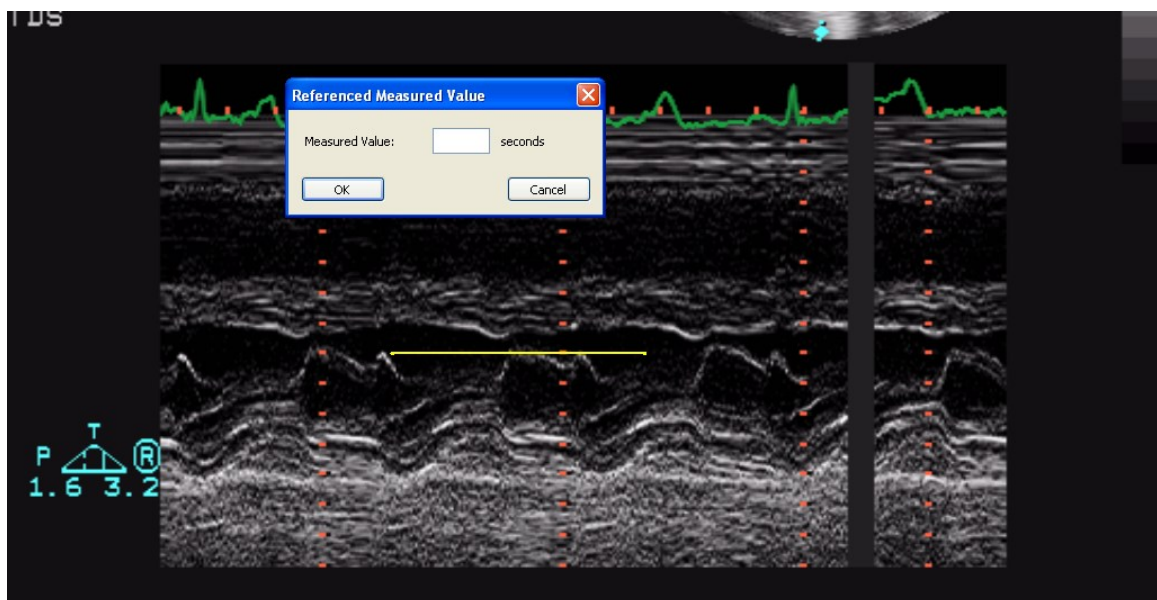 TDS
Referenced Measured Value
Measured Value: seconds
OK Cancel
T
P R
1.6 3.2